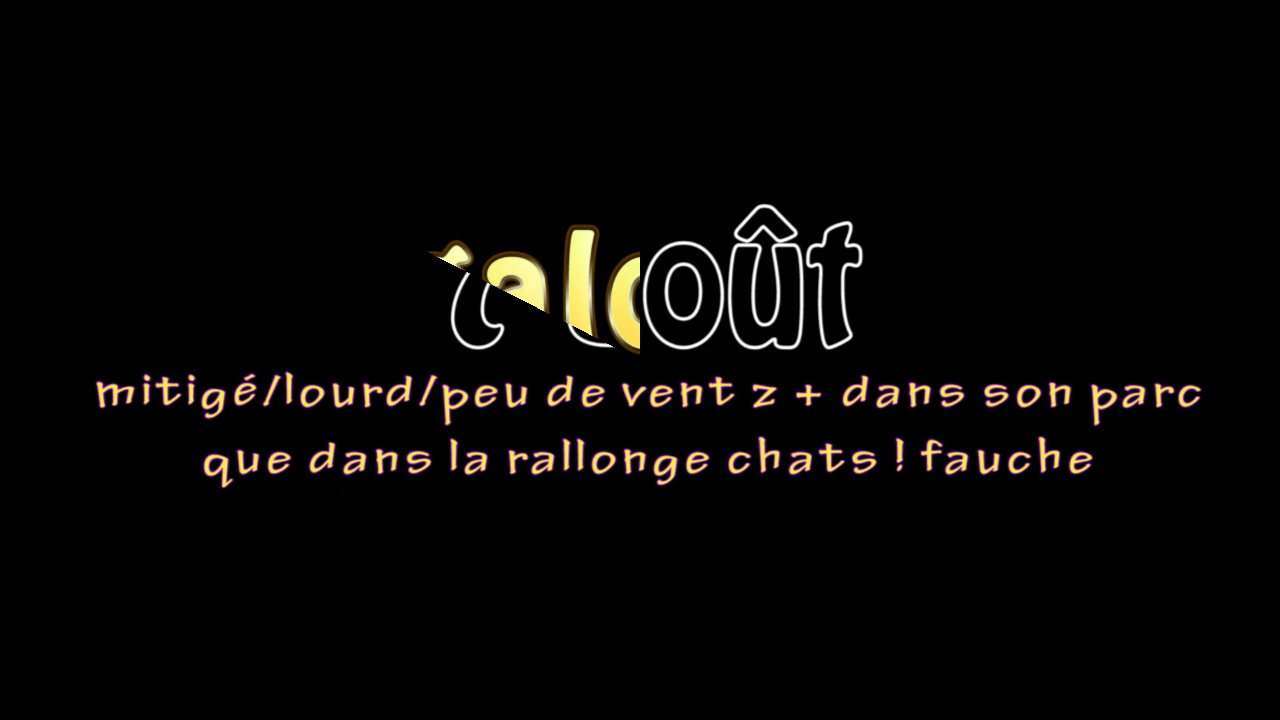 mitigé/lourd/peu de vent z + dans son parc
que dans la rallonge chats ! fauche